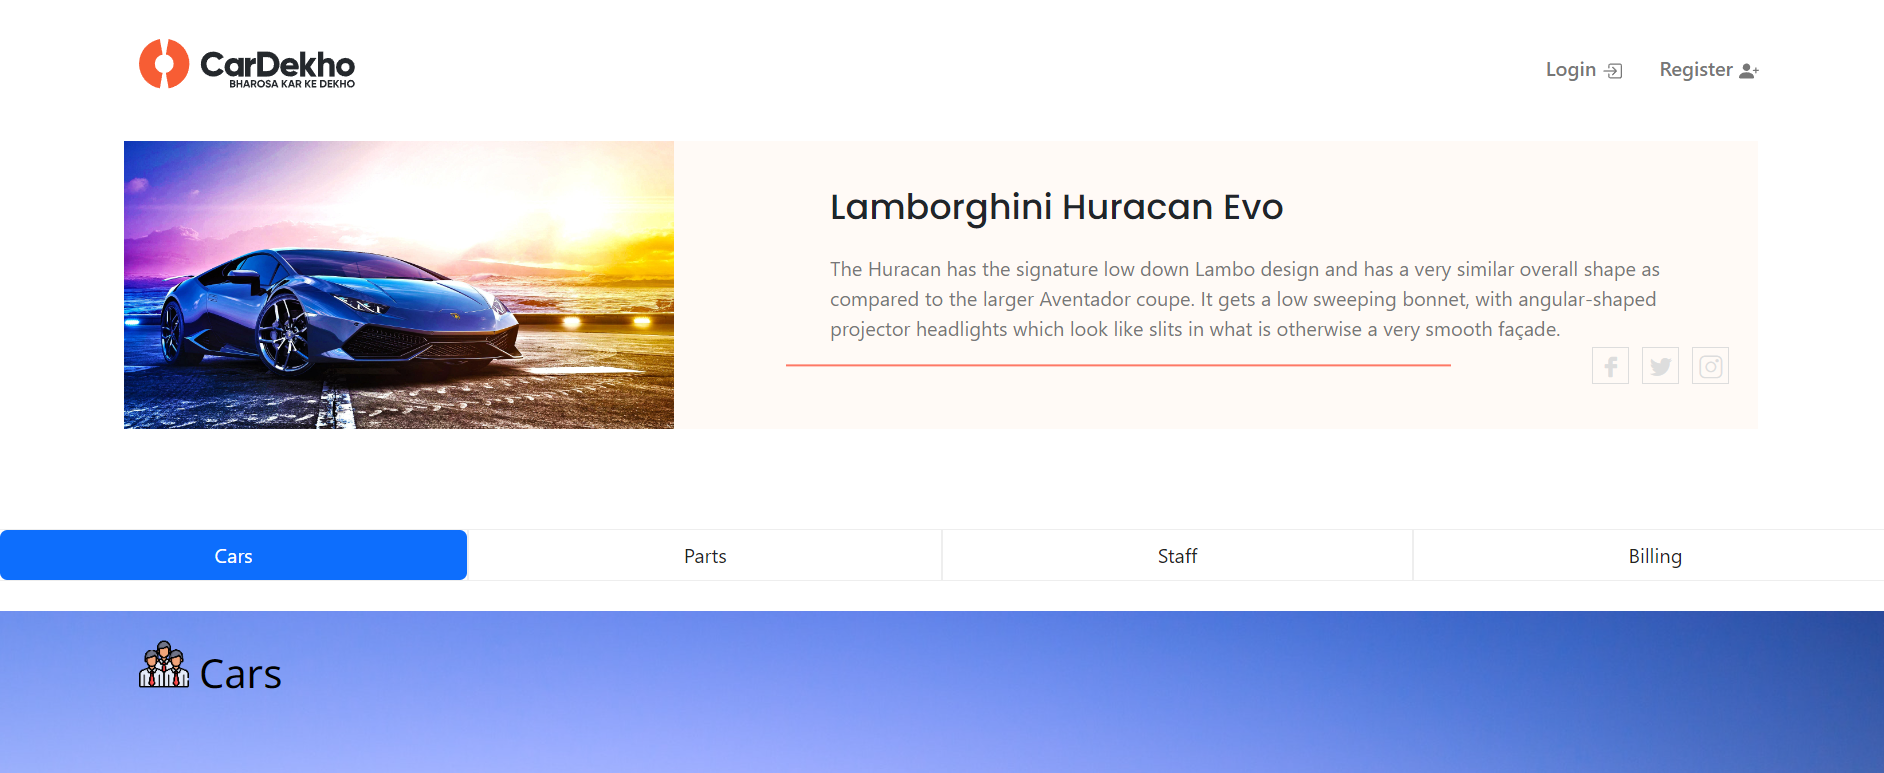 CarDekho
BHAROSA KAR KE DEKHO
Login
Register
Lamborghini Huracan Evo
The Huracan has the signature low down Lambo design and has a very similar overall shape as
compared to the larger Aventador coupe. It gets a low sweeping bonnet, with angular-shaped
projector headlights which look like slits in what is otherwise a very smooth façade.
Cars
Parts
Staff
Billing
Cars